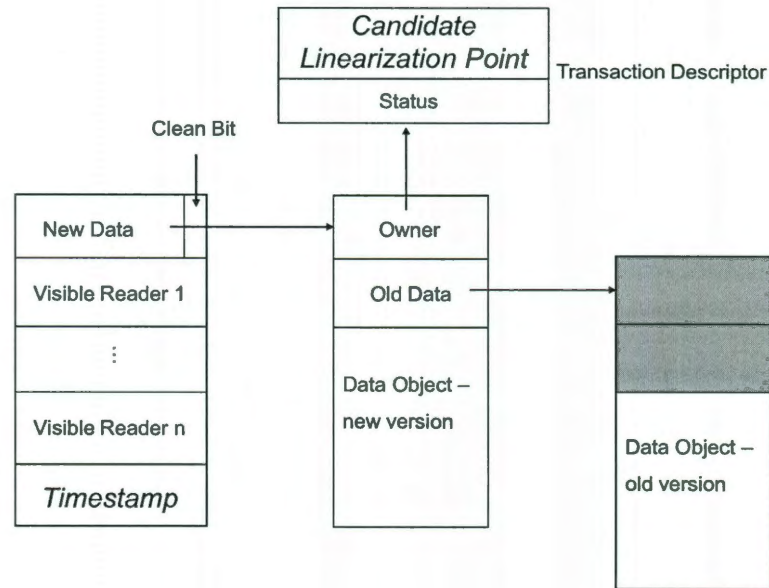 Candidate
Linearization Point
Transaction Descriptor
Status
Clean Bit
New Data
Owner
Visible Reader 1
Old Data
⋮
Data Object –
new version
Visible Reader n
Data Object –
old version
Timestamp